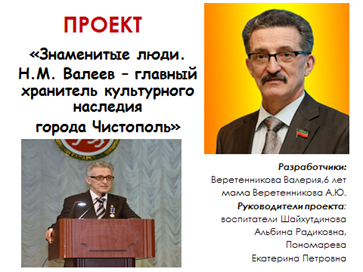 ПРОЕКТ
«Знаменитые люди.
Н.М. Валеев – главный
хранитель культурного
наследия
города Чистополь»
Разработчики:
Веретенникова Валерия,6 лет
мама Веретенникова А.Ю.
Руководители проекта:
воспитатели Шайхутдинова
Альбина Радиковна,
Пономарева
Екатерина Петровна